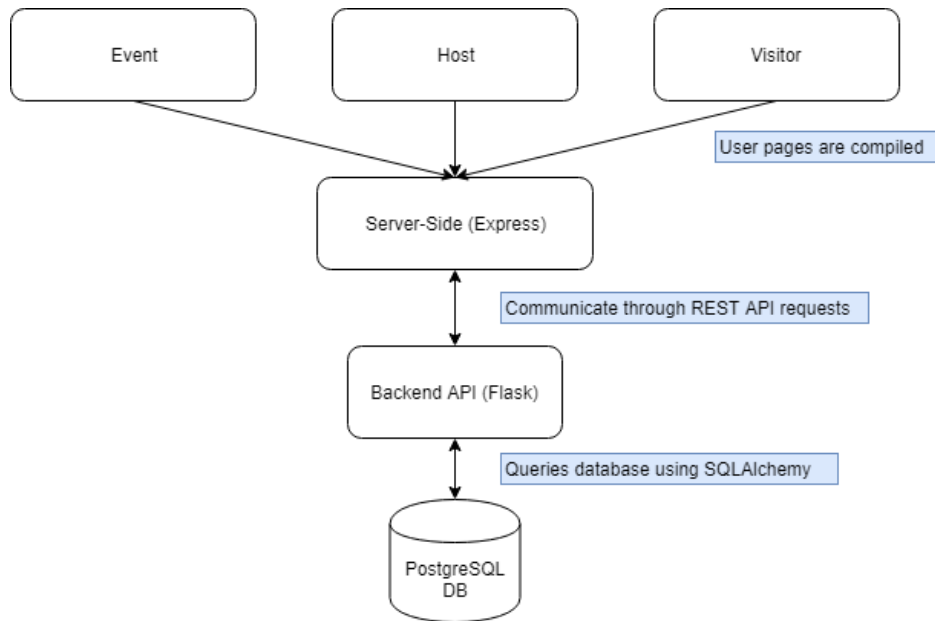 Event
Host
Visitor
User pages are compiled
Server-Side (Express)
Communicate through REST API requests
Backend API (Flask)
Queries database using SQLAlchemy
PostgreSQL
DB